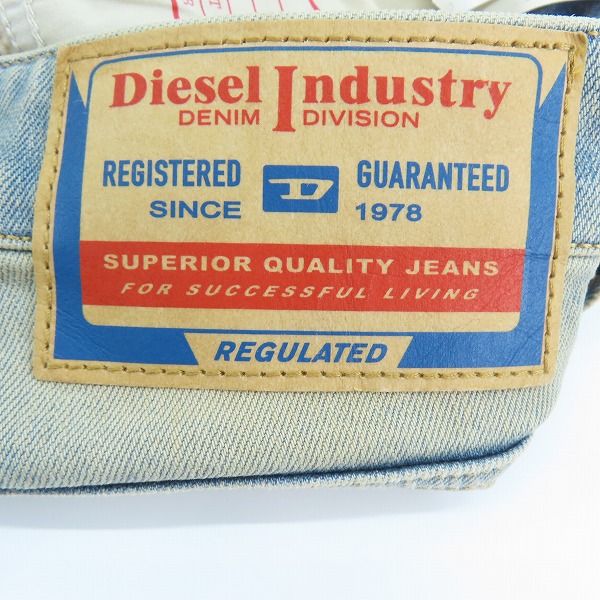 Diesel Industry
DENIM DIVISION
REGISTERED D GUARANTEED
SINCE 1978
SUPERIOR QUALITY JEANS
FOR SUCCESSFUL LIVING
REGULATED